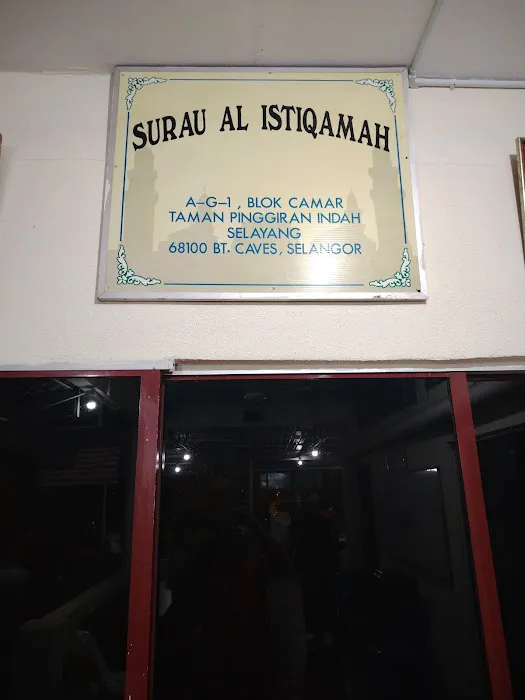 SURAU AL ISTIQAMAH
A-G-1, BLOK CAMAR
TAMAN PINGGIRAN INDAH
SELAYANG
68100 BT. CAVES, SELANGOR